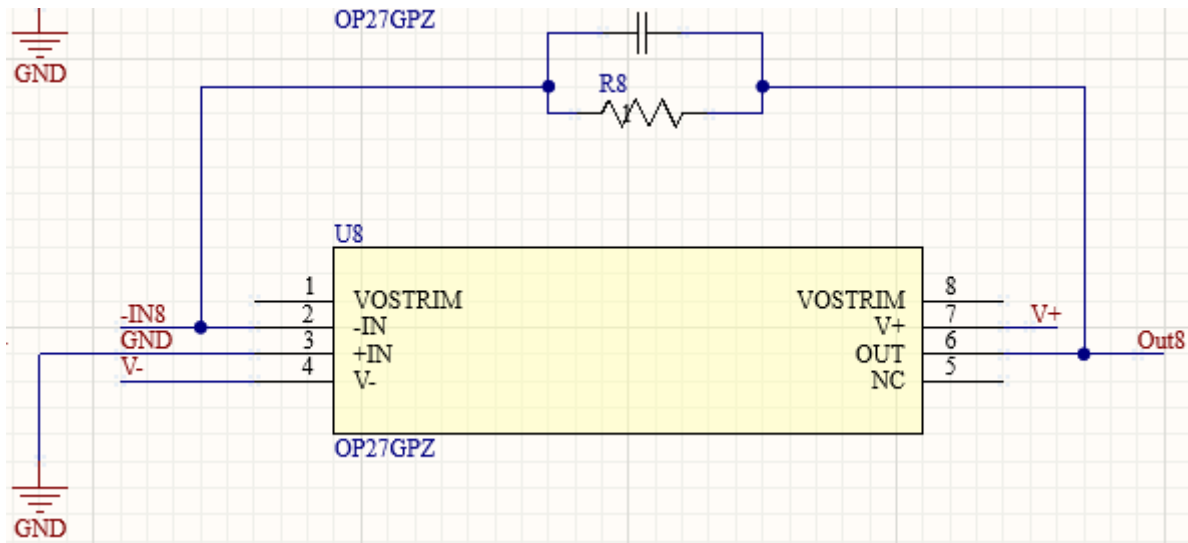 OP27GPZ
GND
R8
1
U8
1
VOSTRIM
VOSTRIM
8
-IN8
2
-IN
V+
7
V+
GND
3
+IN
OUT
6
Out8
V-
4
V-
NC
5
OP27GPZ
GND